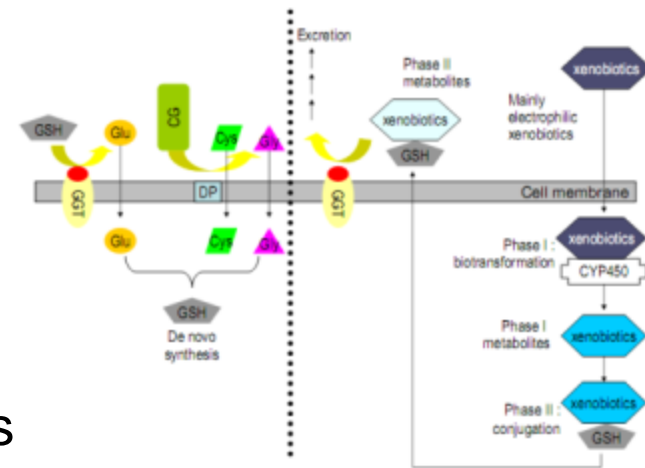 GSH
Glu
CG
Cys
Gly
GGT
DP
Glu
Cys
Gly
GSH
De novo
synthesis
Excretion
Phase III
metabolites
xenobiotics
GSH
GGT
Mainly
electrophilic
xenobiotics
xenobiotics
Cell membrane
Phase I :
biotransformation
xenobiotics
CYP450
Phase I
metabolites
xenobiotics
Phase II :
conjugation
xenobiotics
GSH
s